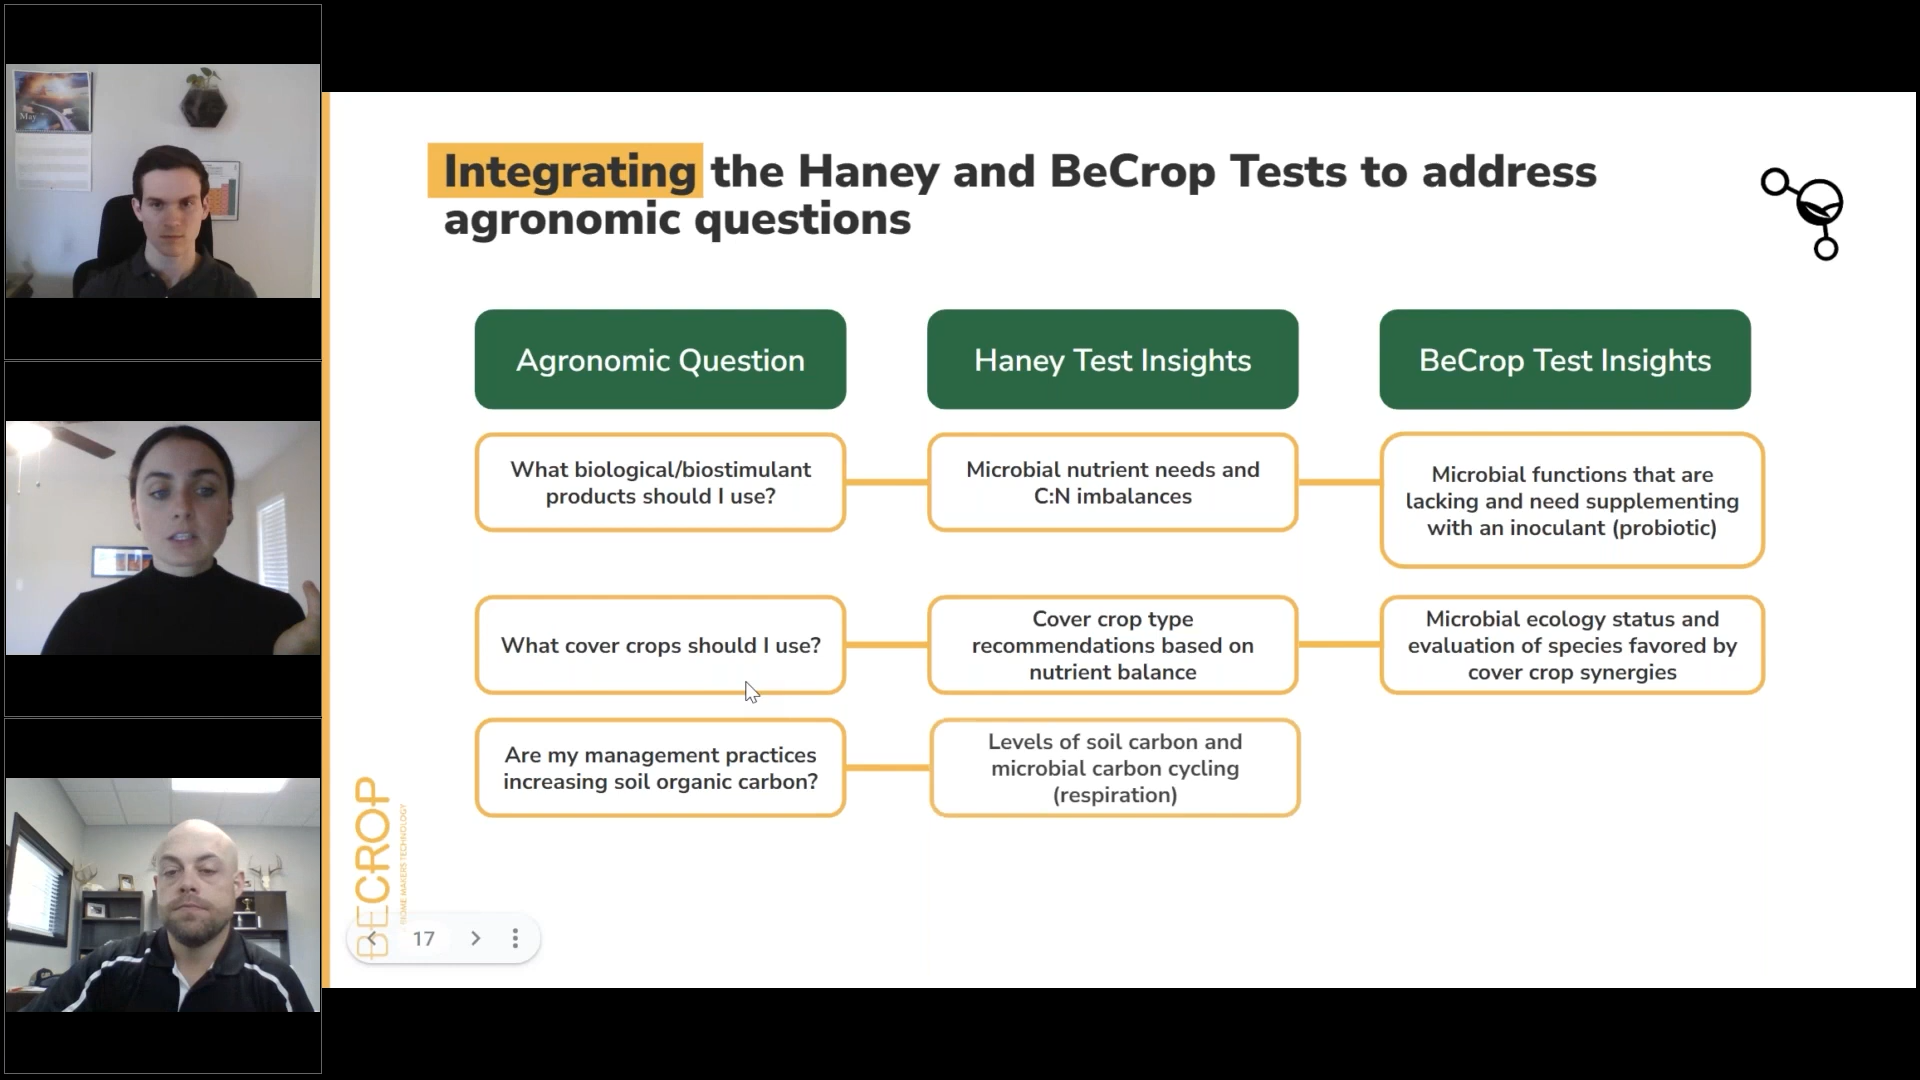 May
Integrating the Haney and BeCrop Tests to address
agronomic questions
Agronomic Question
Haney Test Insights
BeCrop Test Insights
What biological/biostimulant
products should I use?
Microbial nutrient needs and
C:N imbalances
Microbial functions that are
lacking and need supplementing
with an inoculant (probiotic)
What cover crops should I use?
Cover crop type
recommendations based on
nutrient balance
Microbial ecology status and
evaluation of species favored by
cover crop synergies
Are my management practices
increasing soil organic carbon?
Levels of soil carbon and
microbial carbon cycling
(respiration)
BECROP
BIOME MAKERS TECHNOLOGY
17